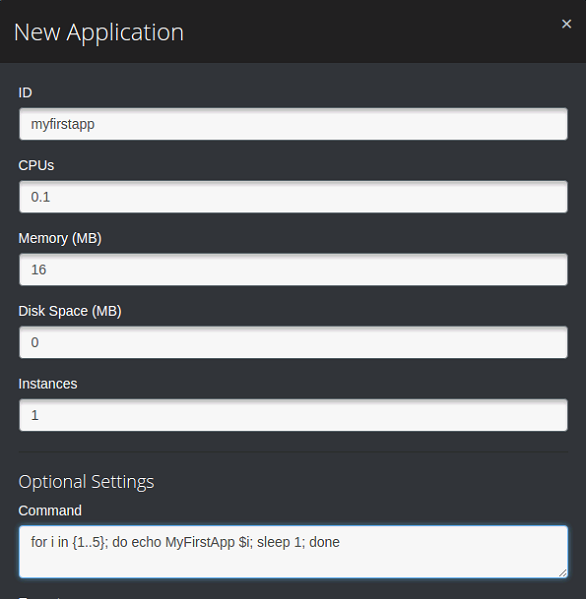 New Application
×
ID
myfirstapp
CPUs
0.1
Memory (MB)
16
Disk Space (MB)
0
Instances
1
Optional Settings
Command
for i in {1..5}; do echo MyFirstApp $i; sleep 1; done